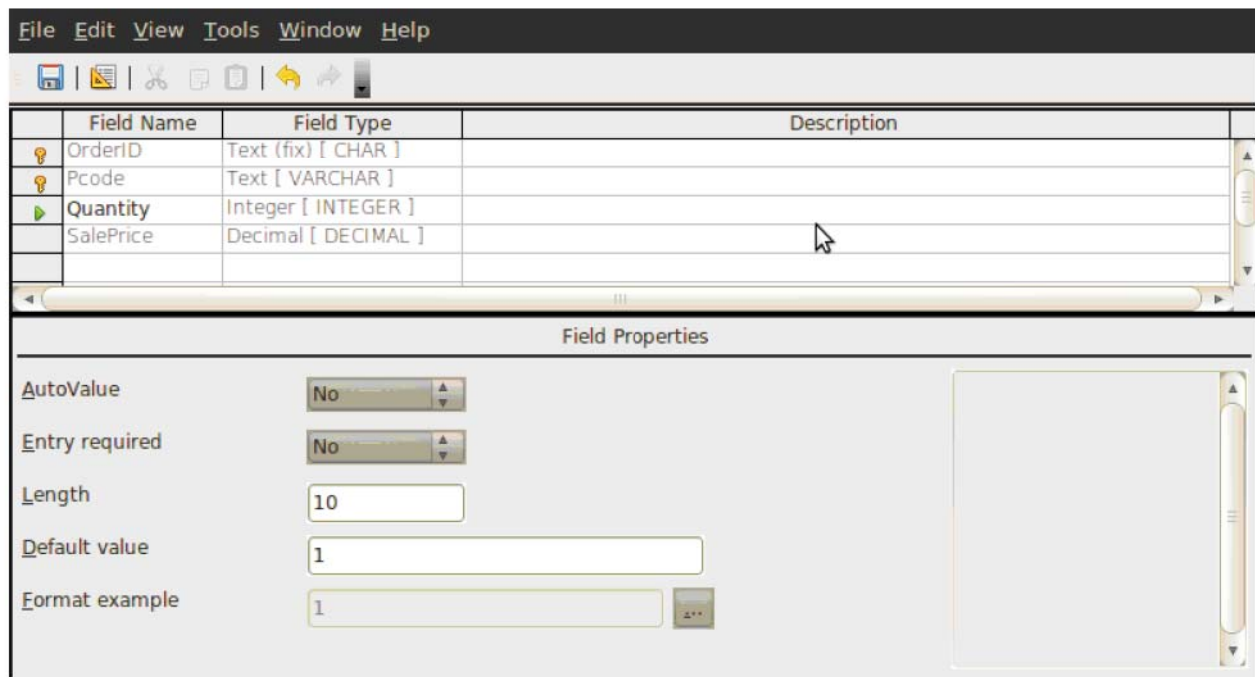 File Edit View Tools Window Help
Field Name Field Type Description
OrderID Text (fix) [ CHAR ]
Pcode Text [ VARCHAR ]
Quantity Integer [ INTEGER ]
SalePrice Decimal [ DECIMAL ]
Field Properties
AutoValue No
Entry required No
Length 10
Default value 1
Format example 1 ...